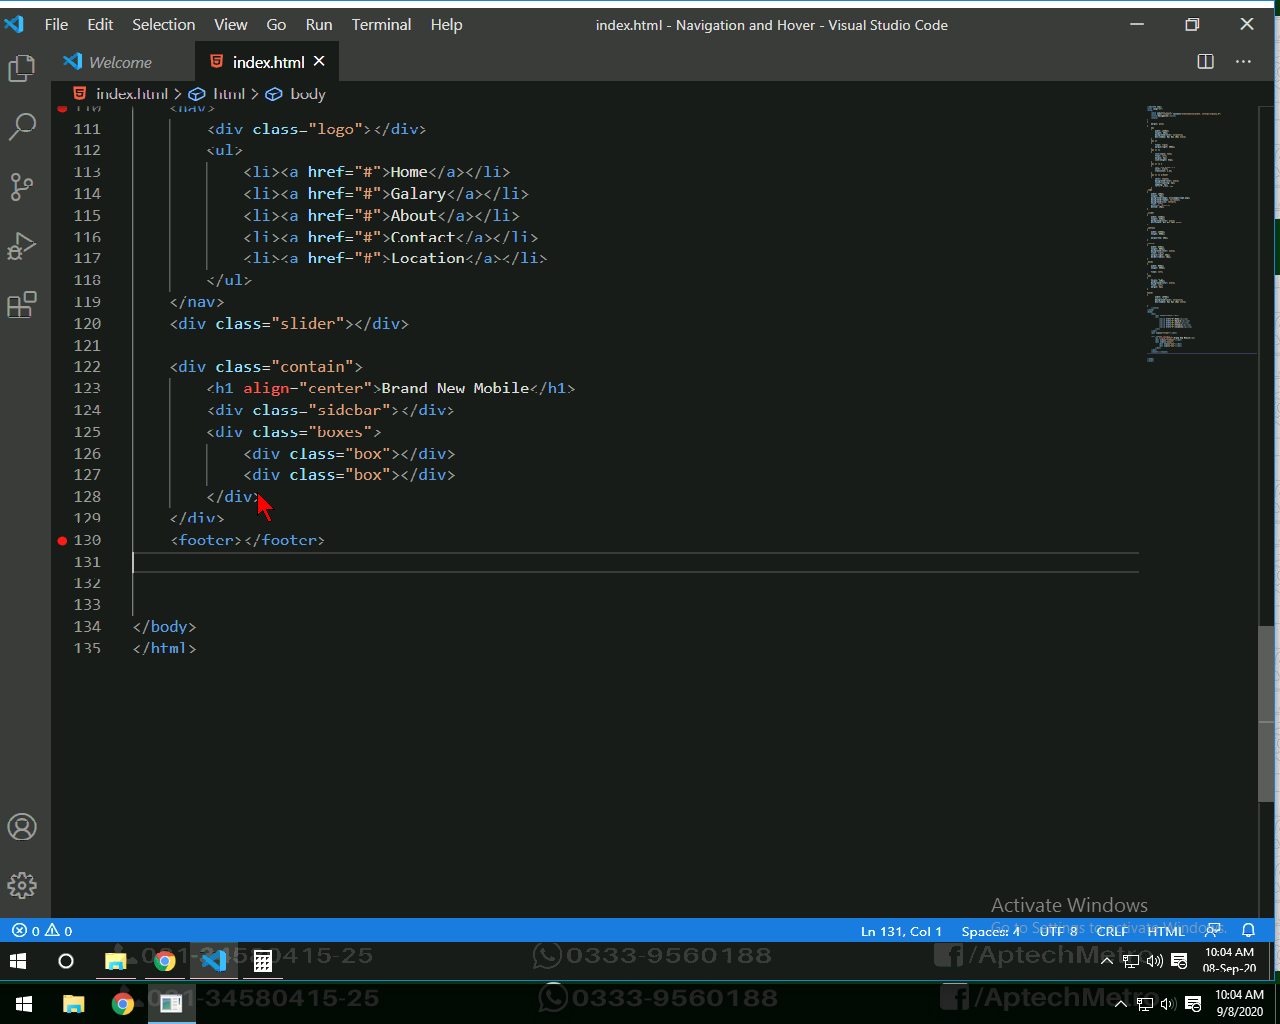 File Edit Selection View Go Run Terminal Help
index.html - Navigation and Hover - Visual Studio Code
Welcome
index.html
index.html > html > body
110 <nav>
111 <div class="logo"></div>
112 <ul>
113 <li><a href="#">Home</a></li>
114 <li><a href="#">Galary</a></li>
115 <li><a href="#">About</a></li>
116 <li><a href="#">Contact</a></li>
117 <li><a href="#">Location</a></li>
118 </ul>
119 </nav>
120 <div class="slider"></div>
121
122 <div class="contain">
123 <h1 align="center">Brand New Mobile</h1>
124 <div class="sidebar"></div>
125 <div class="boxes">
126 <div class="box"></div>
127 <div class="box"></div>
128 </div>
129 </div>
130 <footer></footer>
131
132
133
134 </body>
135 </html>
Activate Windows
Go to Settings to activate Windows.
0 0
Ln 131, Col 1 Spaces: 4 UTF-8 CRLF HTML
021-34580415-25
0333-9560188
/AptechMetro
10:04 AM
08-Sep-20
021-34580415-25
0333-9560188
/AptechMetro
10:04 AM
9/8/2020